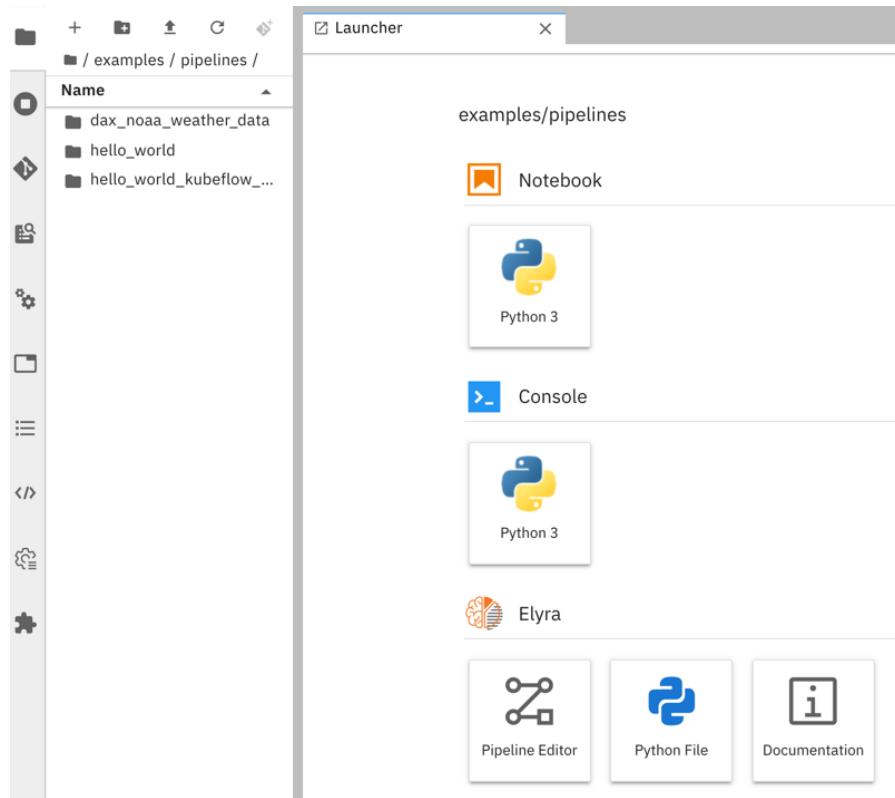 Launcher
/ examples / pipelines /
Name
dax_noaa_weather_data
hello_world
hello_world_kubeflow_...
examples/pipelines
Notebook
Python 3
Console
Python 3
Elyra
Pipeline Editor
Python File
Documentation